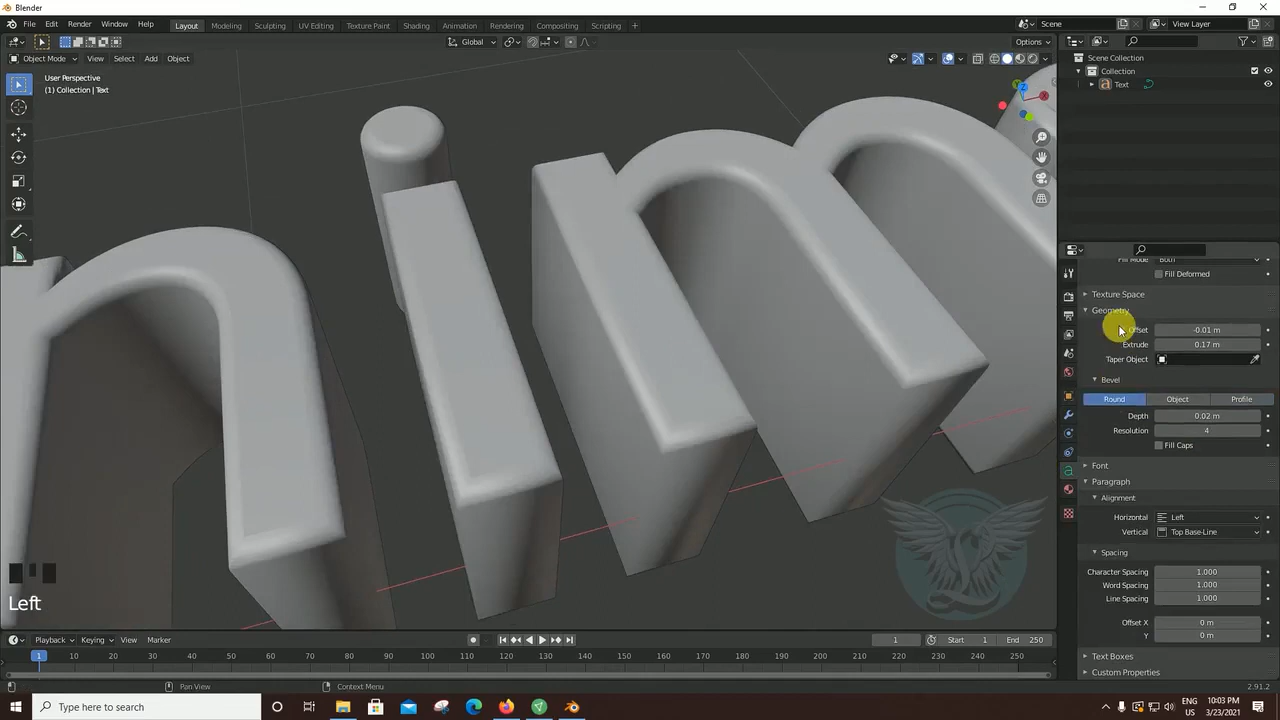 Blender
File Edit Render Window Help Layout Modeling Sculpting UV Editing Texture Paint Shading Animation Rendering Compositing Scripting + Scene View Layer
Global Options
Object Mode View Select Add Object
User Perspective
(1) Collection | Text
Scene Collection
Collection
Text
Fill Mode Both
Fill Deformed
Texture Space
Geometry
Offset -0.01 m
Extrude 0.17 m
Taper Object
Bevel
Round Object Profile
Depth 0.02 m
Resolution 4
Fill Caps
Font
Paragraph
Alignment
Horizontal Left
Vertical Top Base-Line
Spacing
Character Spacing 1.000
Word Spacing 1.000
Line Spacing 1.000
Offset X 0 m
Y 0 m
Text Boxes
Custom Properties
Left
Playback Keying View Marker 1 Start 1 End 250
1 10 20 30 40 50 60 70 80 90 100 110 120 130 140 150 160 170 180 190 200 210 220 230 240 250
Pan View Context Menu 2.91.2
Type here to search
ENG
US
10:03 PM
3/23/2021